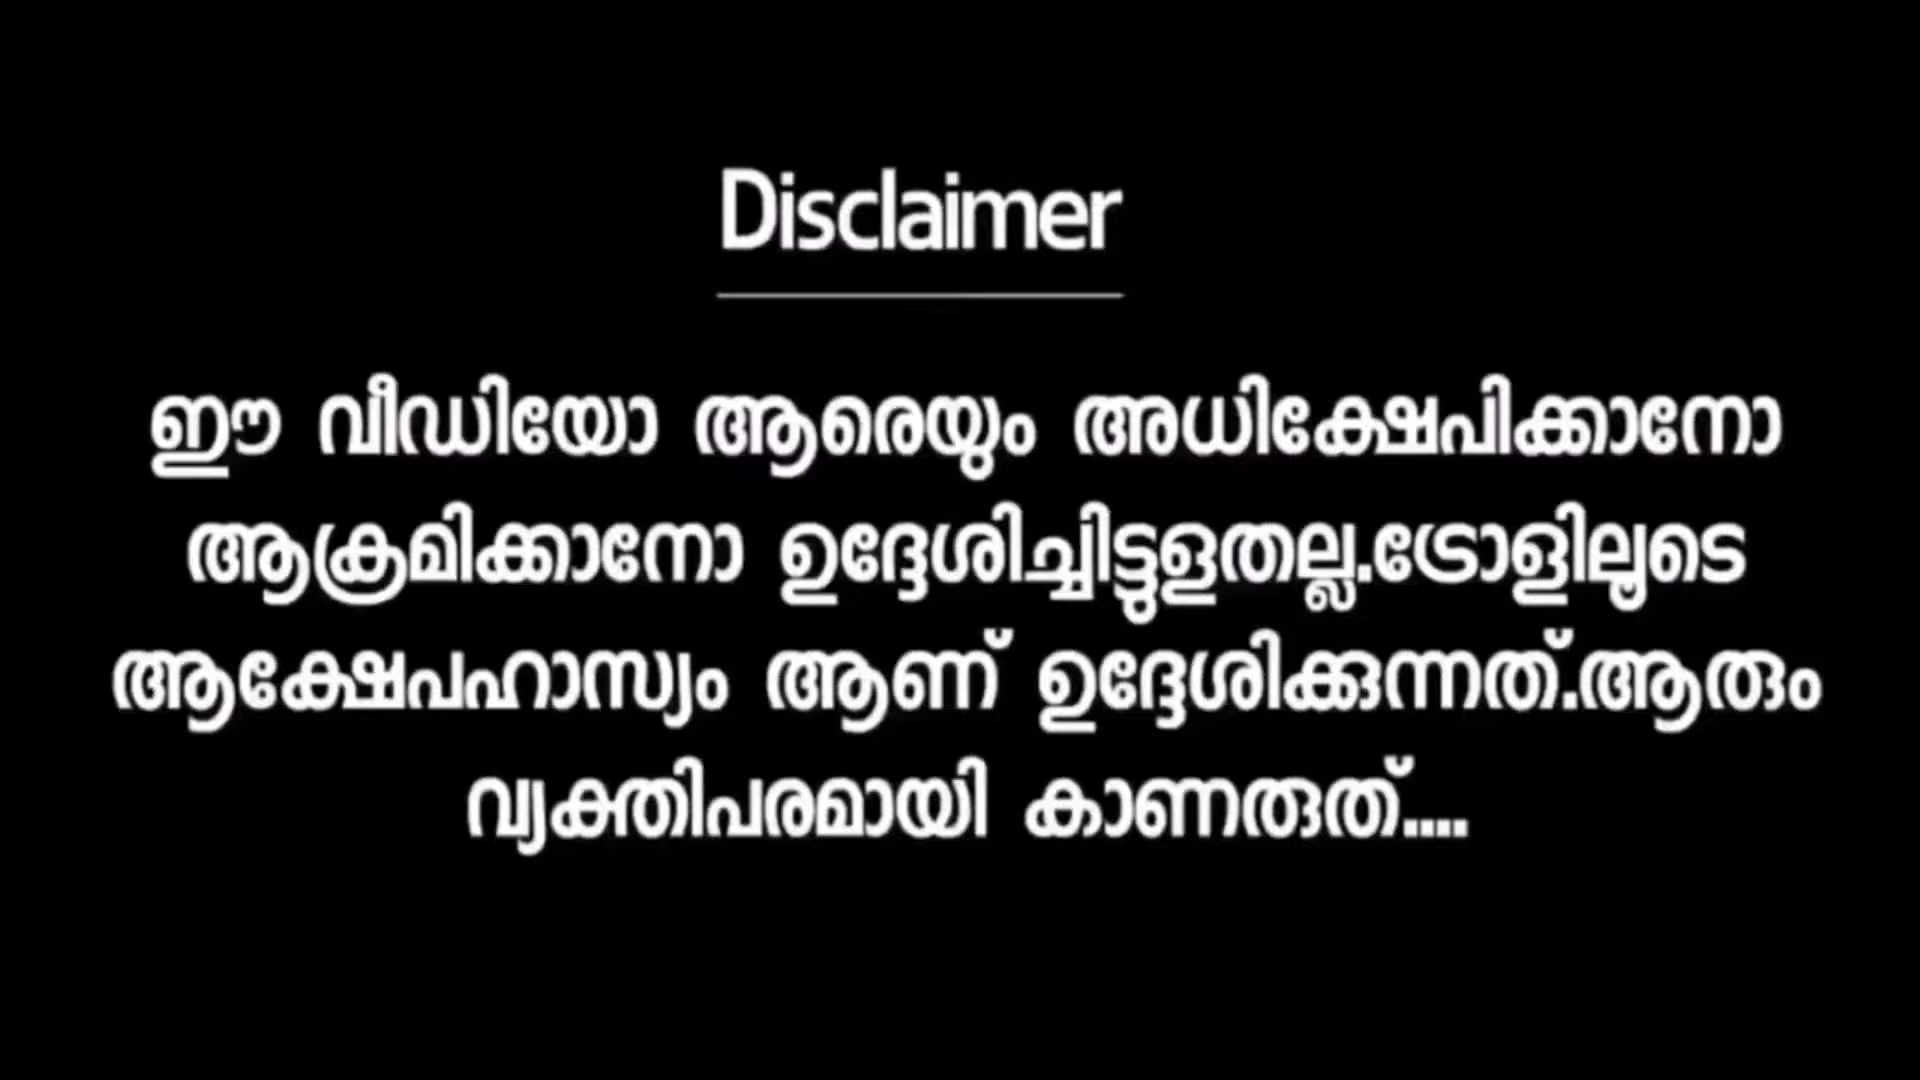 Disclaimer
ഈ വീഡിയോ ആരെയും അധിക്ഷേപിക്കാനോ
ആക്രമിക്കാനോ ഉദ്ദേശിച്ചിട്ടുളതല്ല.ട്രോളിലൂടെ
ആക്ഷേപഹാസ്യം ആണ് ഉദ്ദേശിക്കുന്നത്.ആരും
വ്യക്തിപരമായി കാണരുത്....